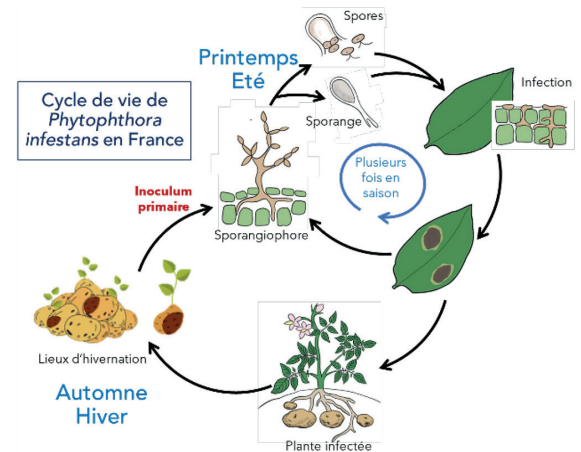 Spores
Printemps
Eté
Cycle de vie de
Phytophthora
infestans en France
Sporange
Infection
Plusieurs
fois en
saison
Inoculum
primaire
Sporangiophore
Lieux d'hivernation
Automne
Hiver
Plante infectée